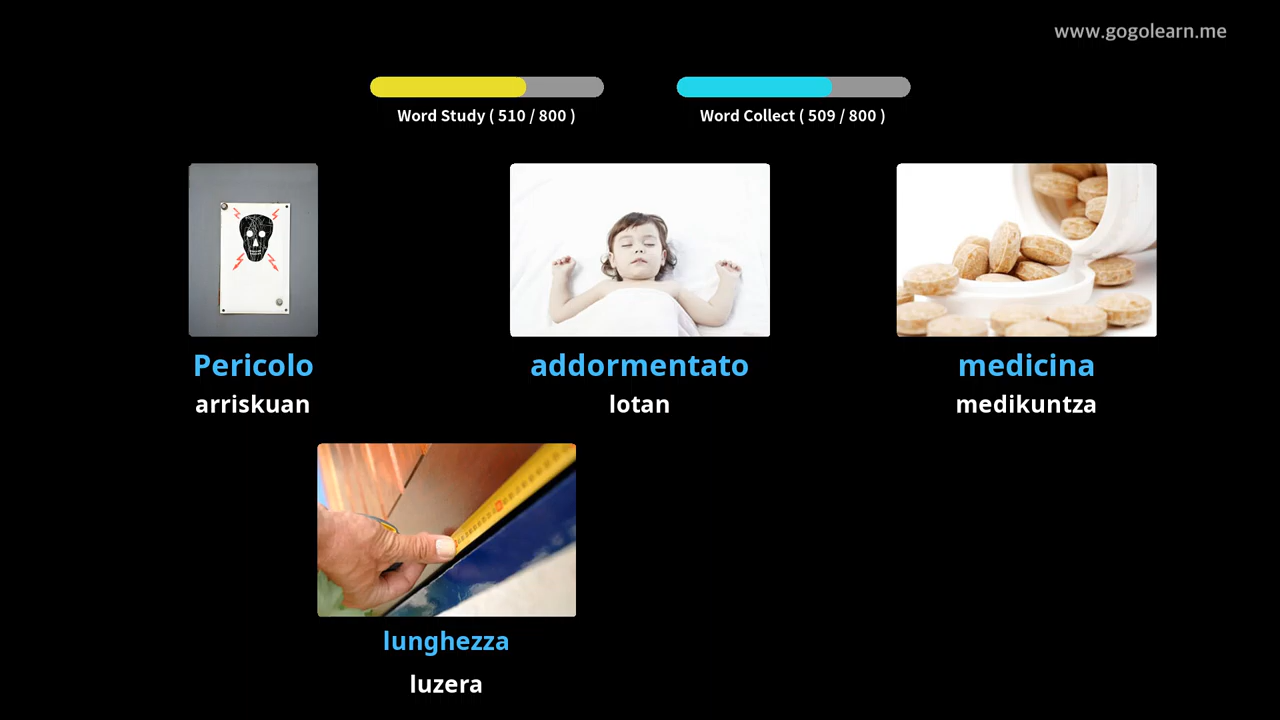 www.gogolearn.me
Word Study ( 510 / 800 )
Word Collect ( 509 / 800 )
Pericolo
arriskuan
addormentato
lotan
medicina
medikuntza
lunghezza
luzera